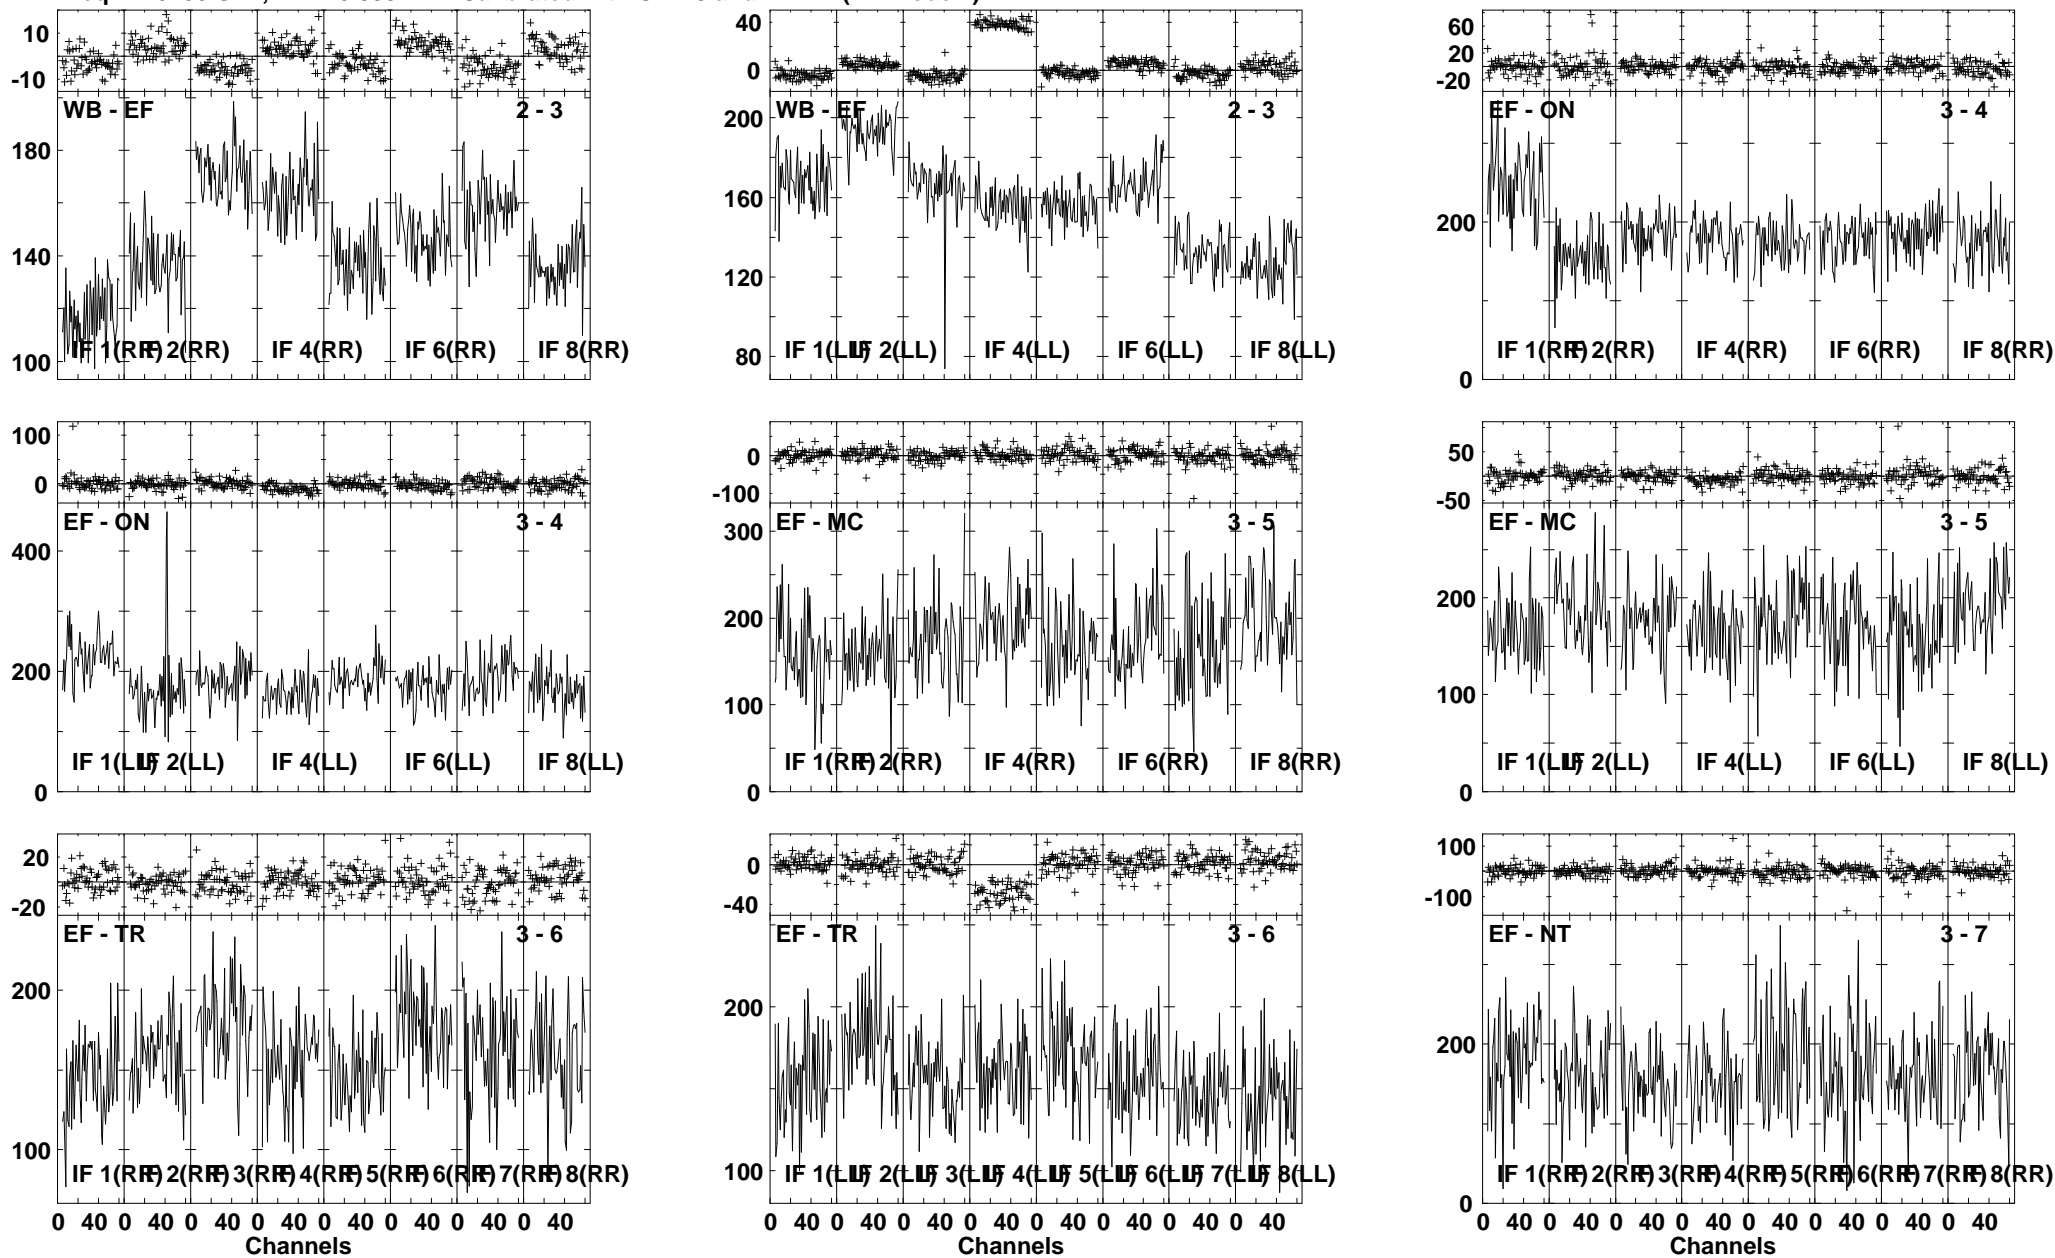 10
-10
WB - EF 2 - 3
180
140
100
IF 1(RR) IF 2(RR) IF 4(RR) IF 6(RR) IF 8(RR)
40
0
WB - EF 2 - 3
200
160
120
80
IF 1(LL) IF 2(LL) IF 4(LL) IF 6(LL) IF 8(LL)
60
20
-20
EF - ON 3 - 4
200
0
IF 1(RR) IF 2(RR) IF 4(RR) IF 6(RR) IF 8(RR)
100
0
EF - ON 3 - 4
400
200
0
IF 1(LL) IF 2(LL) IF 4(LL) IF 6(LL) IF 8(LL)
0
-100
EF - MC 3 - 5
300
200
100
0
IF 1(RR) IF 2(RR) IF 4(RR) IF 6(RR) IF 8(RR)
50
-50
EF - MC 3 - 5
200
100
0
IF 1(LL) IF 2(LL) IF 4(LL) IF 6(LL) IF 8(LL)
20
-20
EF - TR 3 - 6
200
100
IF 1(RR) IF 2(RR) IF 3(RR) IF 4(RR) IF 5(RR) IF 6(RR) IF 7(RR) IF 8(RR)
0 40 0 40 0 40 0 40 0 40 0 40 0 40 0 40
Channels
0
-40
EF - TR 3 - 6
200
100
IF 1(LL) IF 2(LL) IF 3(LL) IF 4(LL) IF 5(LL) IF 6(LL) IF 7(LL) IF 8(LL)
0 40 0 40 0 40 0 40 0 40 0 40 0 40 0 40
Channels
100
-100
EF - NT 3 - 7
200
0
IF 1(RR) IF 2(RR) IF 3(RR) IF 4(RR) IF 5(RR) IF 6(RR) IF 7(RR) IF 8(RR)
0 40 0 40 0 40 0 40 0 40 0 40 0 40 0 40
Channels